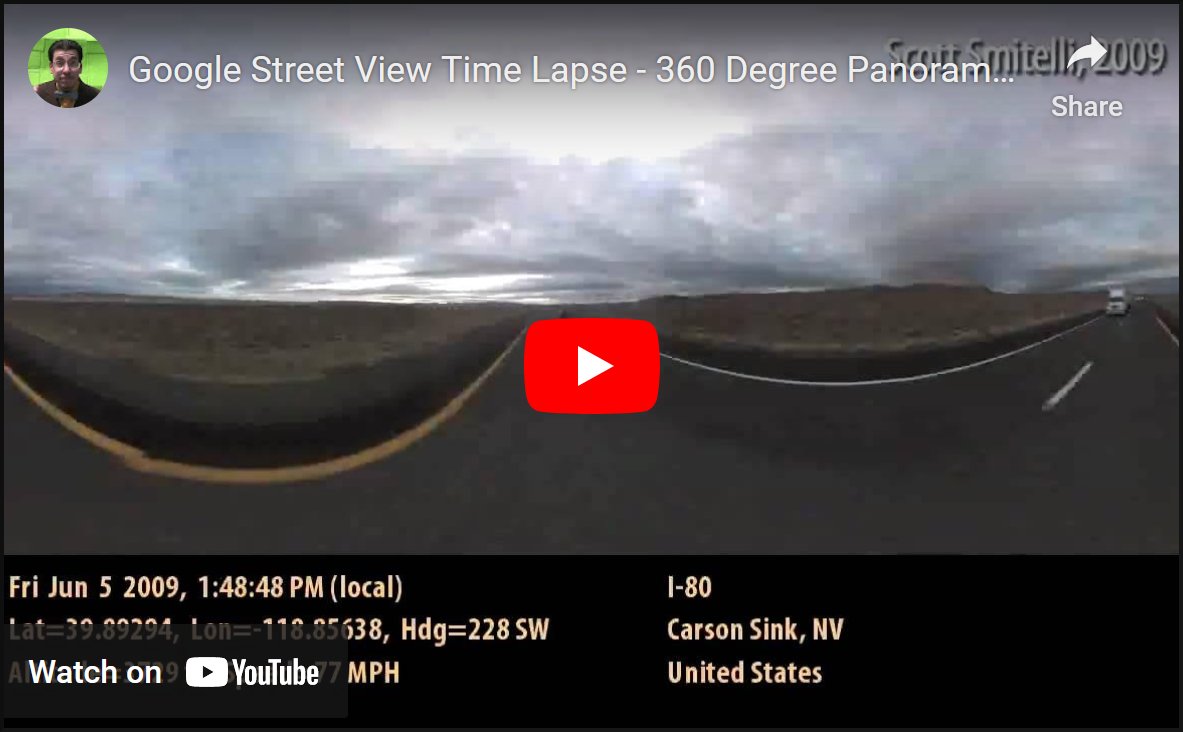 Google Street View Time Lapse - 360 Degree Panoram…
Scott Smitelli, 2009
Share
Fri Jun 5 2009, 1:48:48 PM (local)
I-80
Lat=39.89294, Lon=-118.85638, Hdg=228 SW
Carson Sink, NV
77 MPH
United States
Watch on YouTube